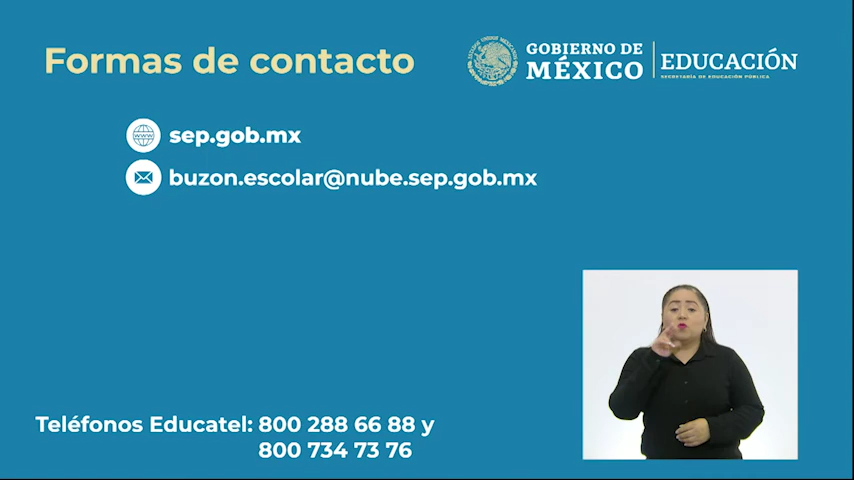 Formas de contacto
GOBIERNO DE
MÉXICO
EDUCACIÓN
SECRETARÍA DE EDUCACIÓN PÚBLICA
www
sep.gob.mx
buzon.escolar@nube.sep.gob.mx
Teléfonos Educatel: 800 288 66 88 y
800 734 73 76